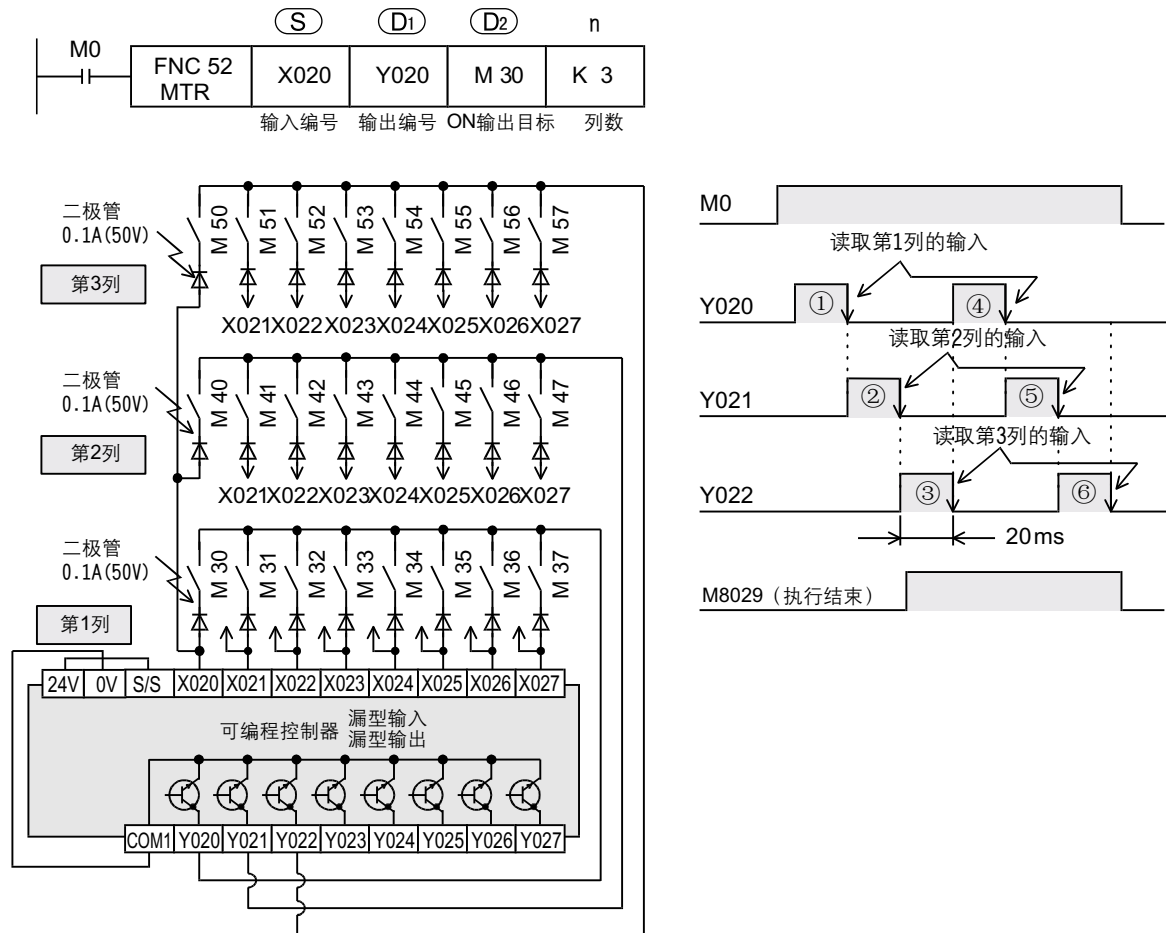 S D1 D2 n
M0
FNC 52 MTR X020 Y020 M 30 K 3
输入编号 输出编号 ON输出目标 列数
二极管
0.1A(50V)
第3列
M 50 M 51 M 52 M 53 M 54 M 55 M 56 M 57
X021X022X023X024X025X026X027
二极管
0.1A(50V)
第2列
M 40 M 41 M 42 M 43 M 44 M 45 M 46 M 47
X021X022X023X024X025X026X027
二极管
0.1A(50V)
第1列
M 30 M 31 M 32 M 33 M 34 M 35 M 36 M 37
24V 0V S/S X020 X021 X022 X023 X024 X025 X026 X027
可编程控制器 漏型输入
漏型输出
COM1 Y020 Y021 Y022 Y023 Y024 Y025 Y026 Y027
M0
读取第1列的输入
Y020 ① ④
读取第2列的输入
Y021 ② ⑤
读取第3列的输入
Y022 ③ ⑥
20ms
M8029（执行结束）